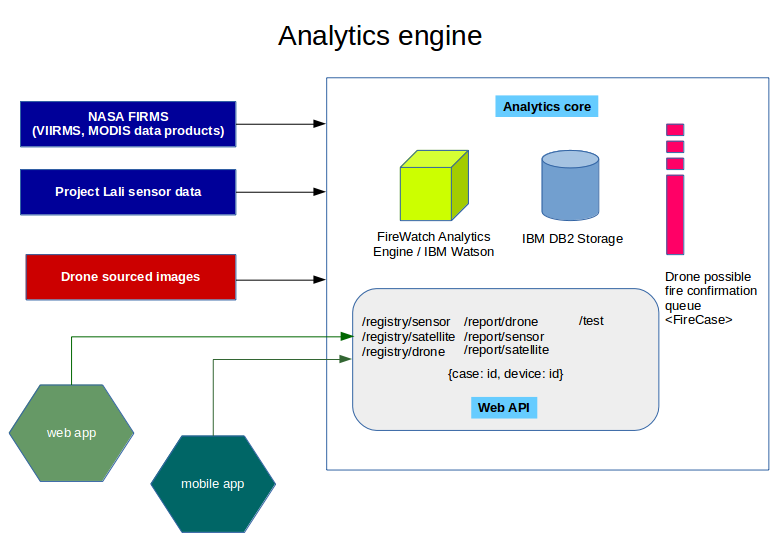 Analytics engine
Analytics core
NASA FIRMS
(VIIRMS, MODIS data products)
Project Lali sensor data
Drone sourced images
FireWatch Analytics
Engine / IBM Watson
IBM DB2 Storage
Drone possible
fire confirmation
queue
<FireCase>
/registry/sensor /report/drone /test
/registry/satellite /report/sensor
/registry/drone /report/satellite
{case: id, device: id}
Web API
web app
mobile app